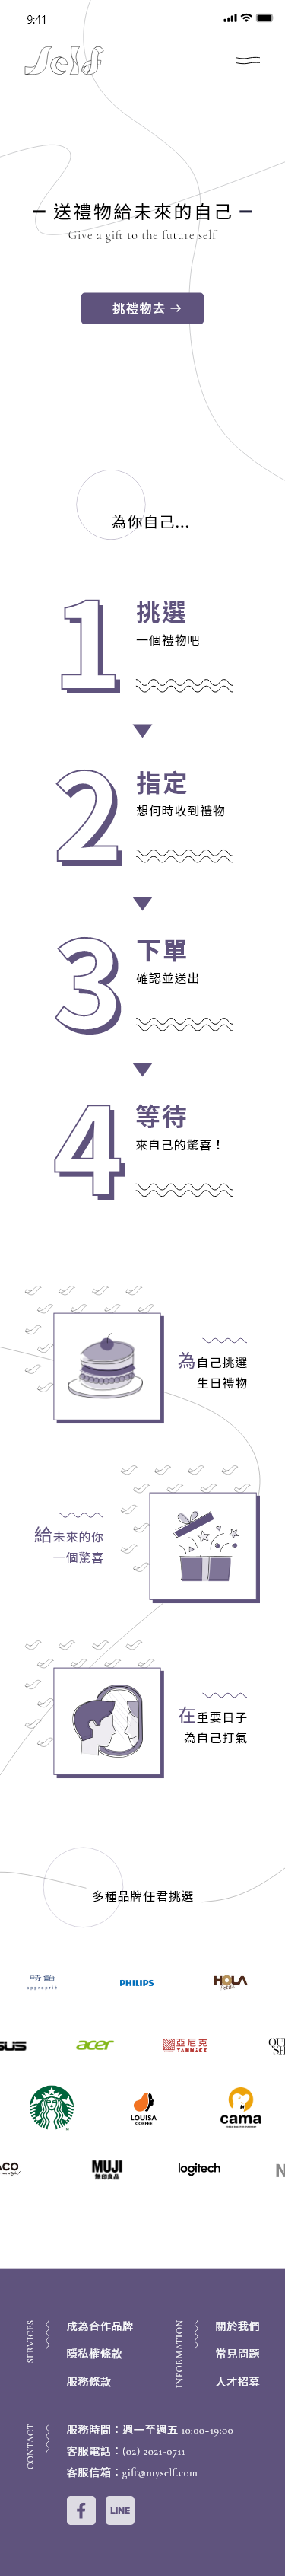 9:41
Self
送禮物給未來的自己
Give a gift to the future self
挑禮物去 →
為你自己...
1
挑選
一個禮物吧
2
指定
想何時收到禮物
3
下單
確認並送出
4
等待
來自己的驚喜！
為自己挑選
生日禮物
給未來的你
一個驚喜
在重要日子
為自己打氣
多種品牌任君挑選
PHILIPS
HOLA
acer
亞尼克
YANNICK
LOUISA
COFFEE
cama
MUJI
無印良品
logitech
SERVICES
成為合作品牌
隱私權條款
服務條款
INFORMATION
關於我們
常見問題
人才招募
CONTACT
服務時間：週一至週五 10:00-19:00
客服電話：(02) 2021-0711
客服信箱：gift@myself.com
f
LINE